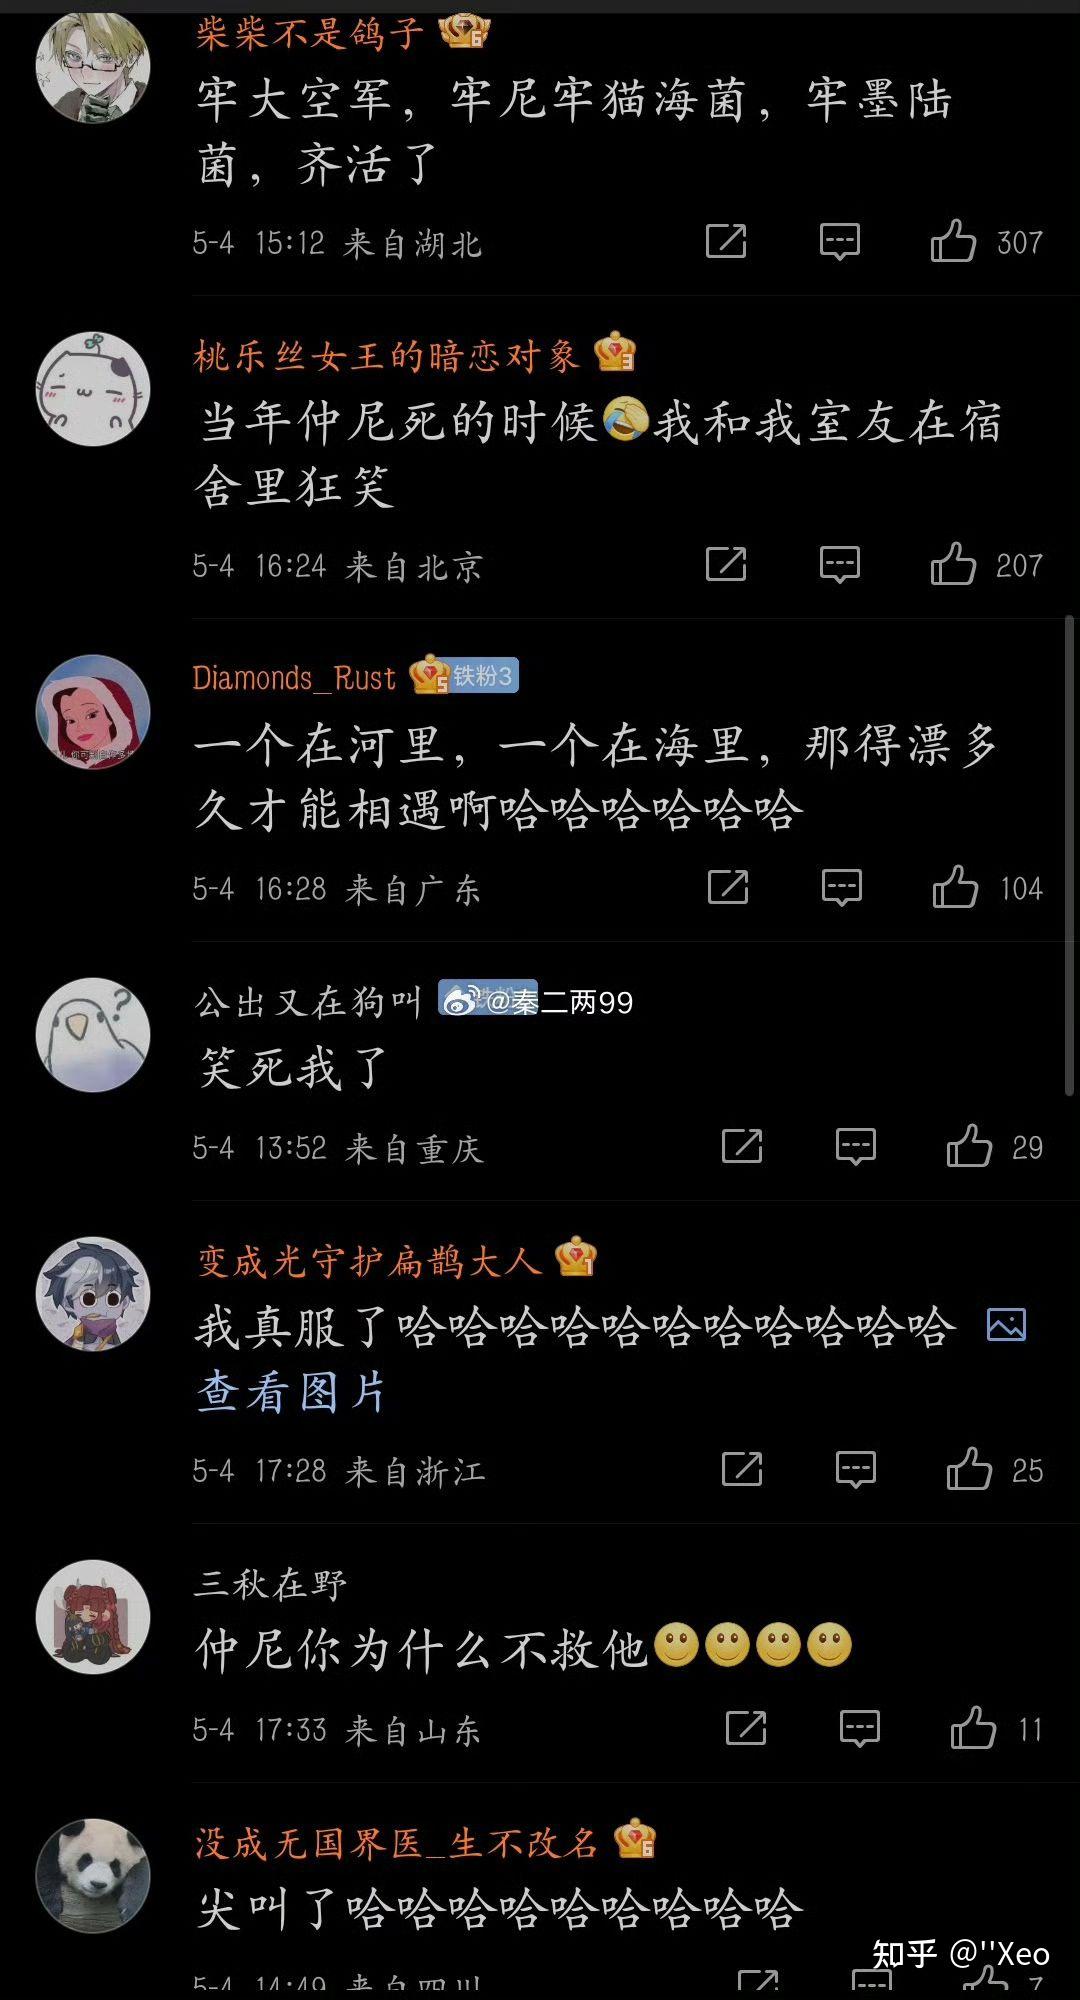 柴柴不是鸽子
6
牢大空军，牢尼牢猫海菌，牢墨陆
菌，齐活了
5-4 15:12 来自湖北
307
桃乐丝女王的暗恋对象
3
当年仲尼死的时候🤣我和我室友在宿
舍里狂笑
5-4 16:24 来自北京
207
Diamonds_Rust
5
铁粉3
一个在河里，一个在海里，那得漂多
久才能相遇啊哈哈哈哈哈哈
5-4 16:28 来自广东
104
公出又在狗叫
@秦二两99
笑死我了
5-4 13:52 来自重庆
29
变成光守护扁鹊大人
1
我真服了哈哈哈哈哈哈哈哈哈哈哈
查看图片
5-4 17:28 来自浙江
25
三秋在野
仲尼你为什么不救他🙂🙂🙂🙂
5-4 17:33 来自山东
11
没成无国界医_生不改名
6
尖叫了哈哈哈哈哈哈哈哈哈
知乎 @''Xeo
5-4 14:49 来自四川
7